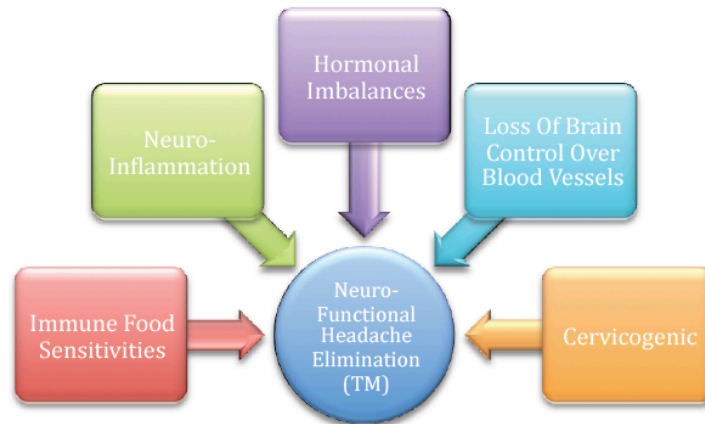 Hormonal
Imbalances
Neuro-
Inflammation
Loss Of Brain
Control Over
Blood Vessels
Immune Food
Sensitivities
Neuro-
Functional
Headache
Elimination
(TM)
Cervicogenic